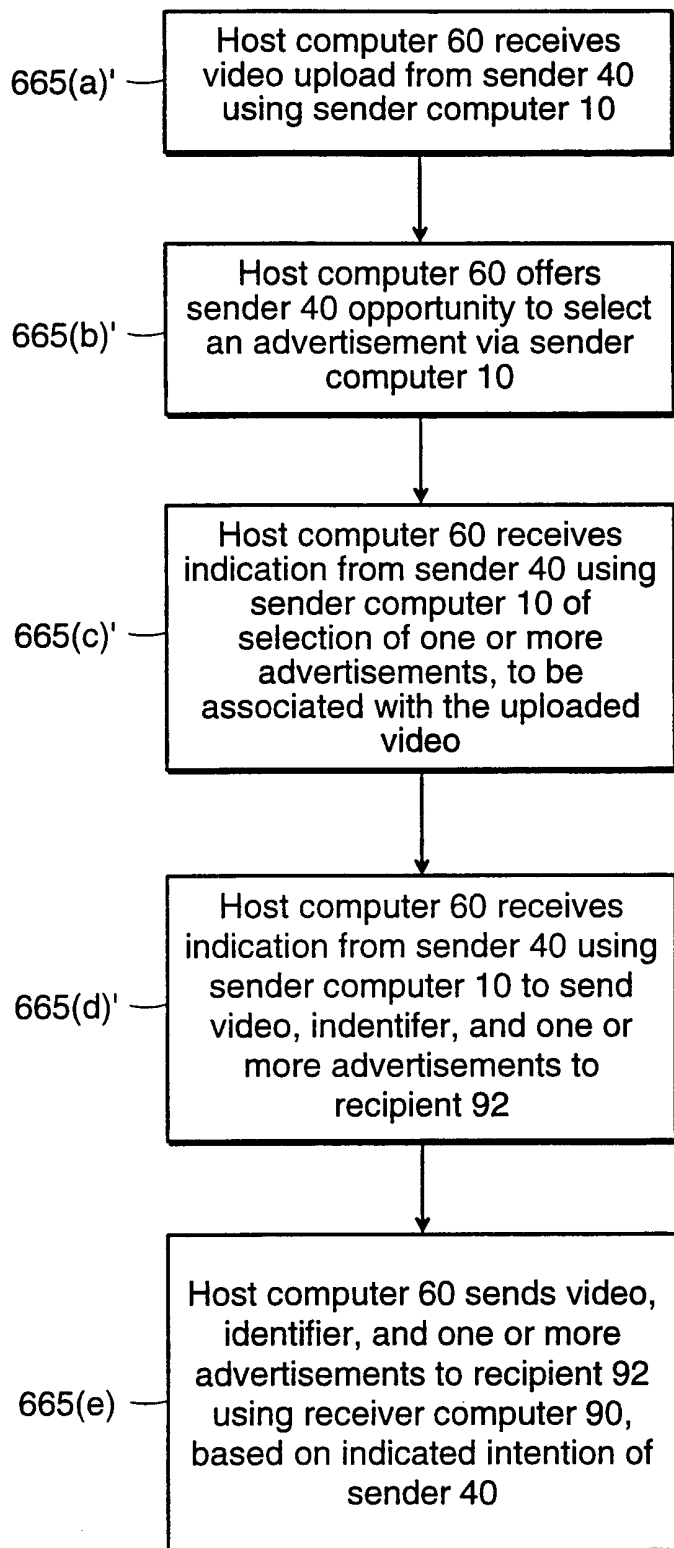 665(a)'
Host computer 60 receives
video upload from sender 40
using sender computer 10
665(b)'
Host computer 60 offers
sender 40 opportunity to select
an advertisement via sender
computer 10
665(c)'
Host computer 60 receives
indication from sender 40 using
sender computer 10 of
selection of one or more
advertisements, to be
associated with the uploaded
video
665(d)'
Host computer 60 receives
indication from sender 40 using
sender computer 10 to send
video, indentifer, and one or
more advertisements to
recipient 92
665(e)
Host computer 60 sends video,
identifier, and one or more
advertisements to recipient 92
using receiver computer 90,
based on indicated intention of
sender 40